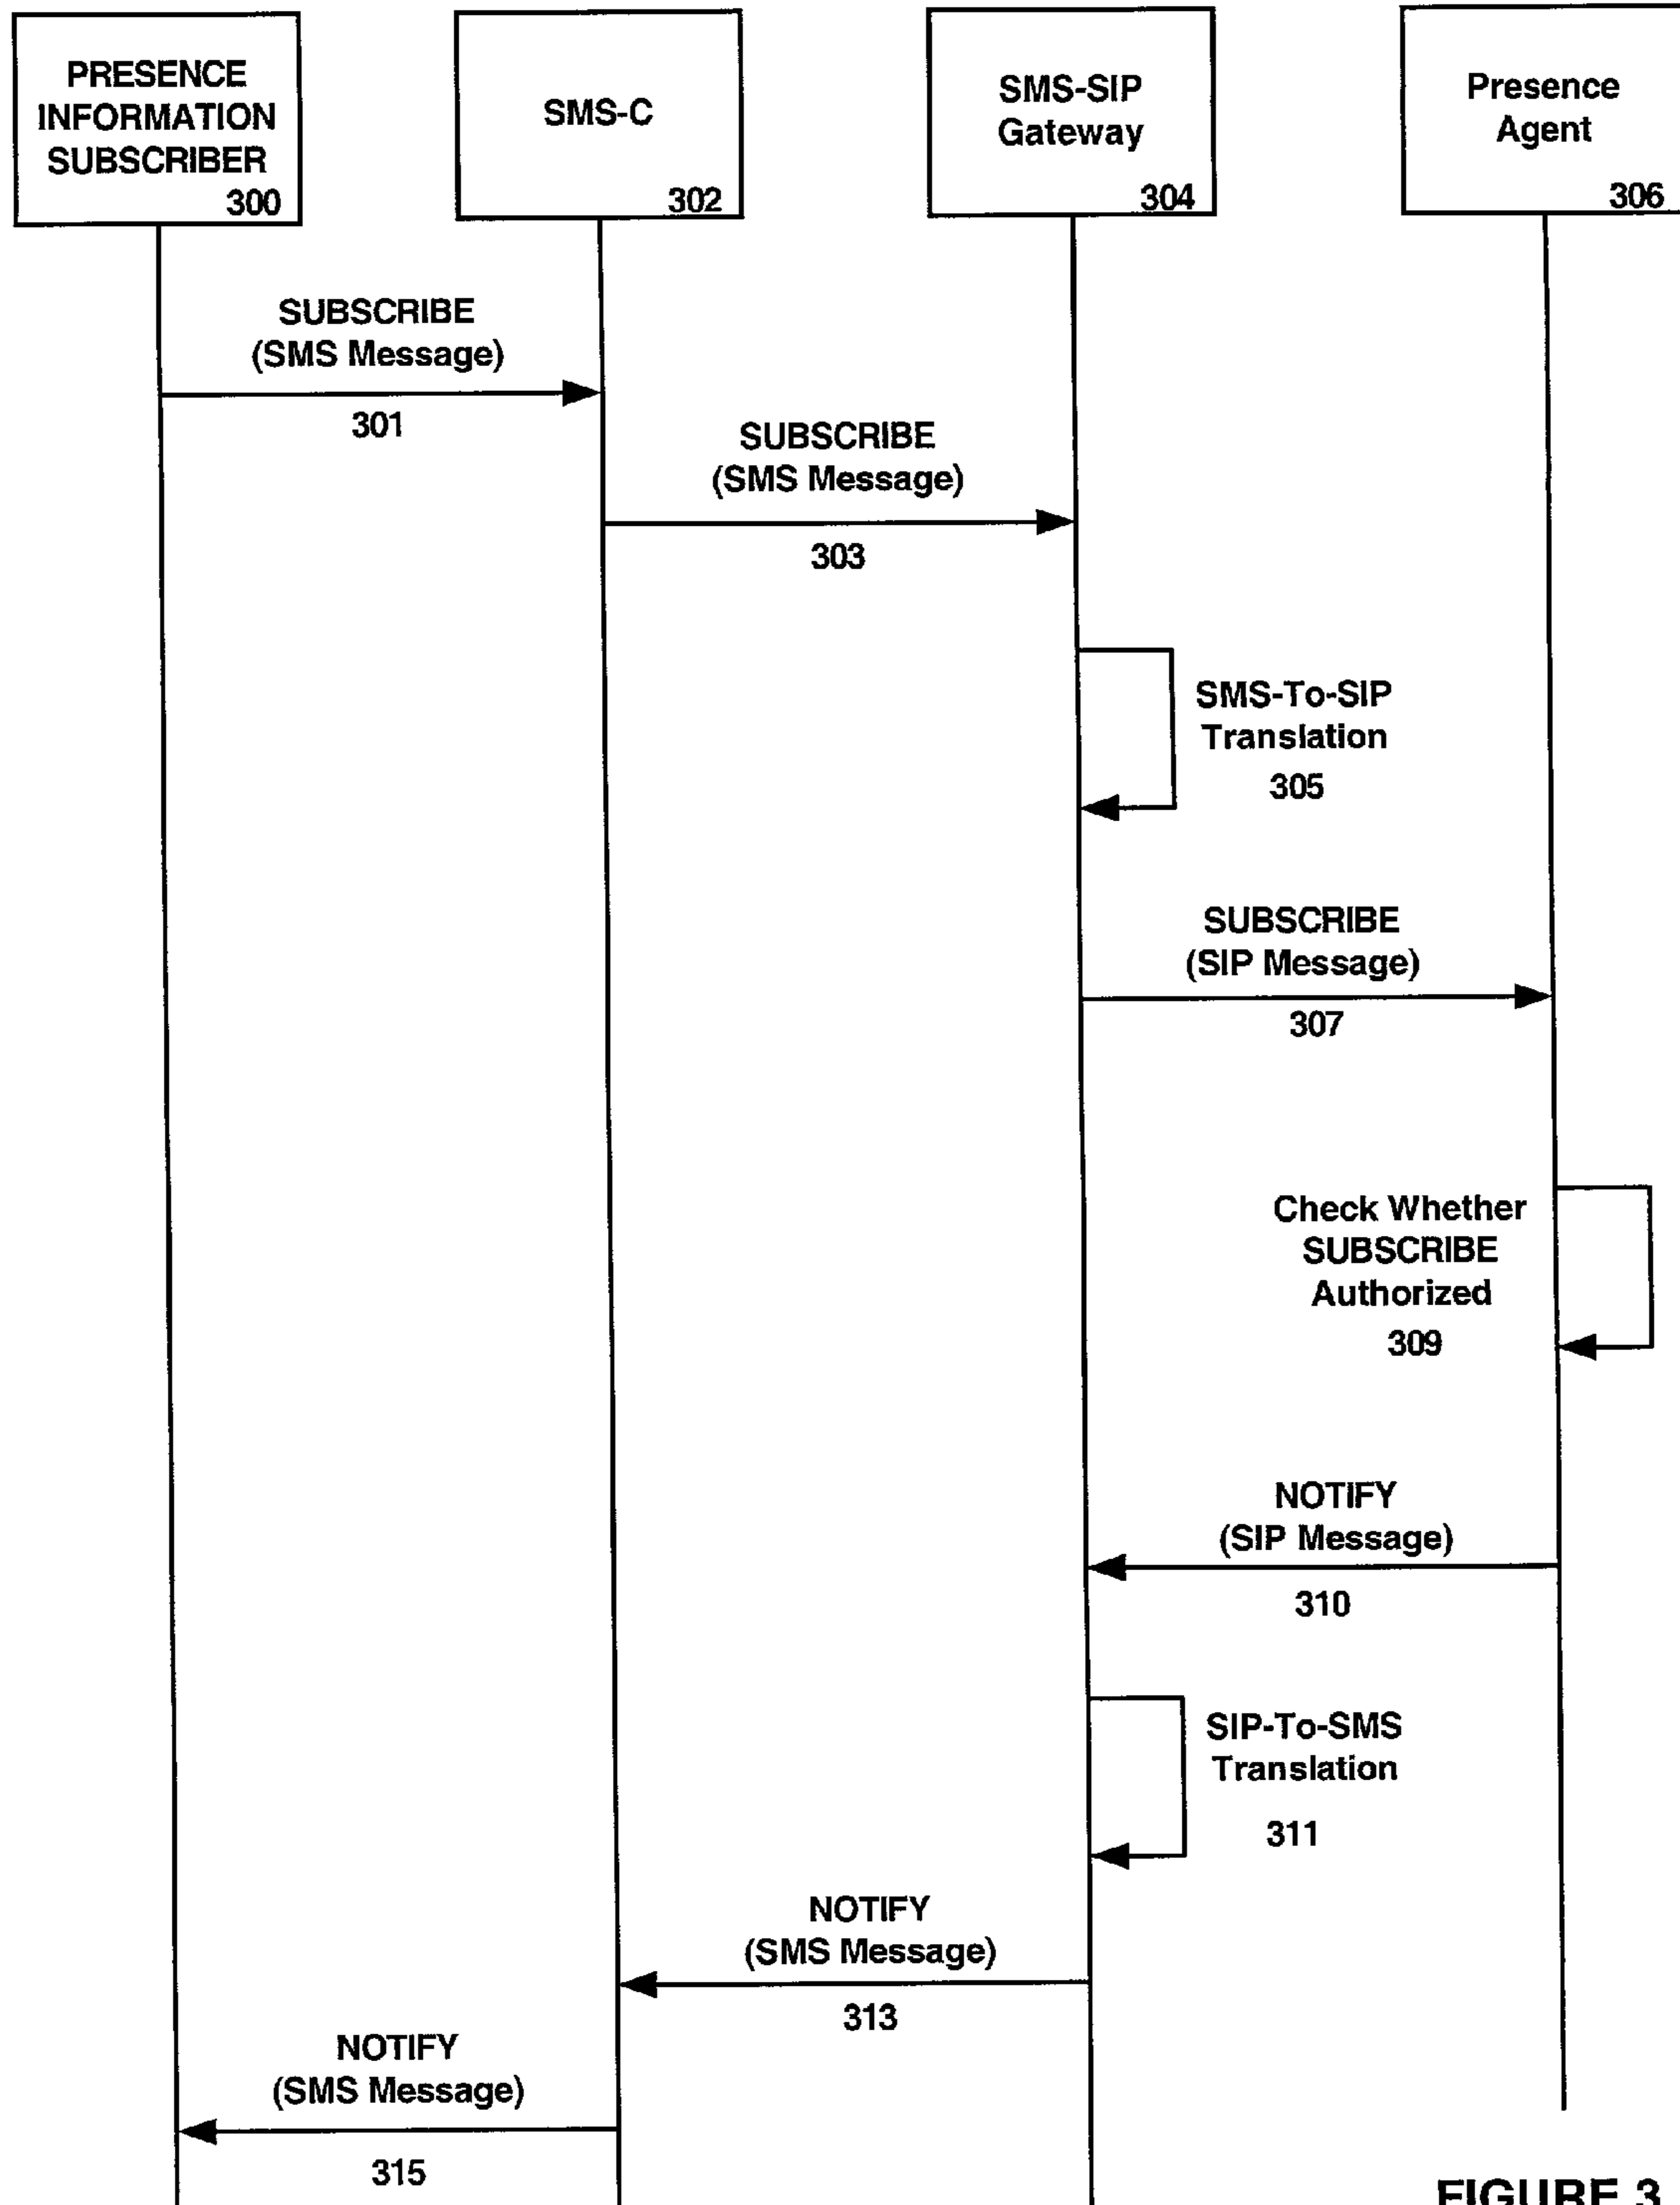 PRESENCE
INFORMATION
SUBSCRIBER
300
SMS-C
302
SMS-SIP
Gateway
304
Presence
Agent
306
SUBSCRIBE
(SMS Message)
301
SUBSCRIBE
(SMS Message)
303
SMS-To-SIP
Translation
305
SUBSCRIBE
(SIP Message)
307
Check Whether
SUBSCRIBE
Authorized
309
NOTIFY
(SIP Message)
310
SIP-To-SMS
Translation
311
NOTIFY
(SMS Message)
313
NOTIFY
(SMS Message)
315
FIGURE 3